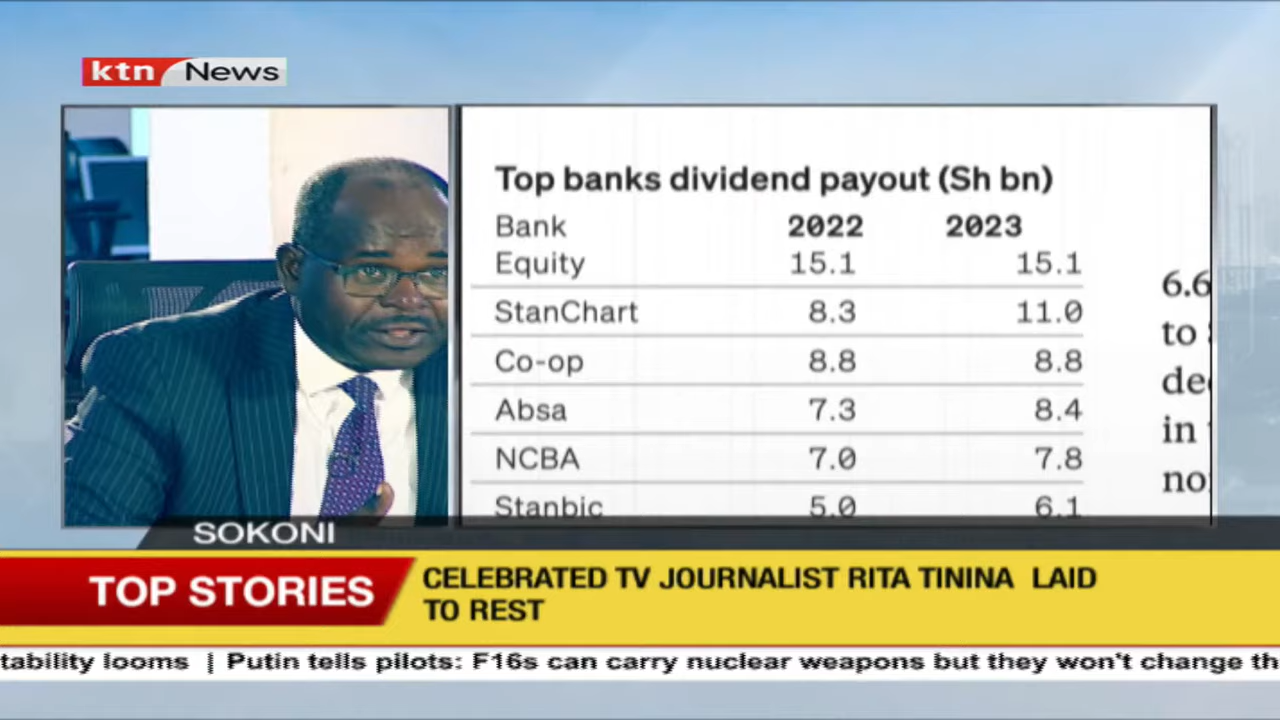 ktn News
Top banks dividend payout (Sh bn)
Bank 2022 2023
Equity 15.1 15.1
StanChart 8.3 11.0
Co-op 8.8 8.8
Absa 7.3 8.4
NCBA 7.0 7.8
Stanbic 5.0 6.1
6.6
to
in
SOKONI
TOP STORIES
CELEBRATED TV JOURNALIST RITA TININA LAID
TO REST
tability looms | Putin tells pilots: F16s can carry nuclear weapons but they won't change th